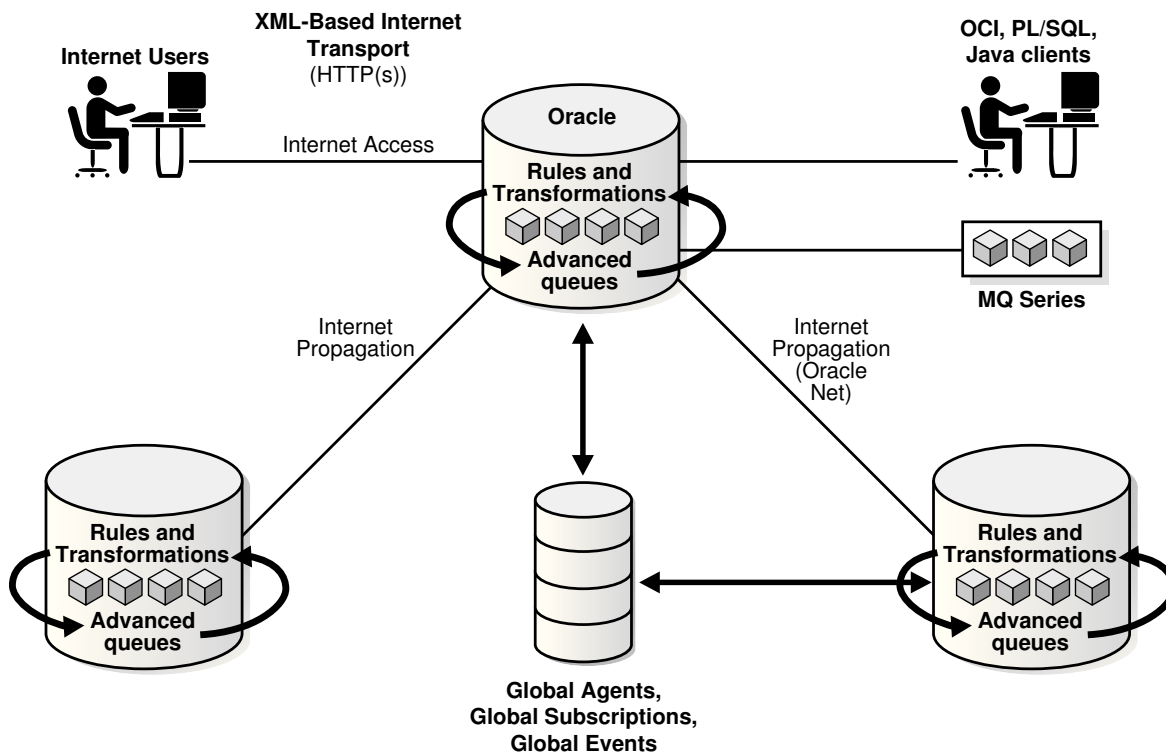 XML-Based Internet
Transport
(HTTP(s))
Internet Users
OCI, PL/SQL,
Java clients
Oracle
Internet Access
Rules and
Transformations
Advanced
queues
MQ Series
Internet
Propagation
Internet
Propagation
(Oracle
Net)
Rules and
Transformations
Advanced
queues
Rules and
Transformations
Advanced
queues
Global Agents,
Global Subscriptions,
Global Events